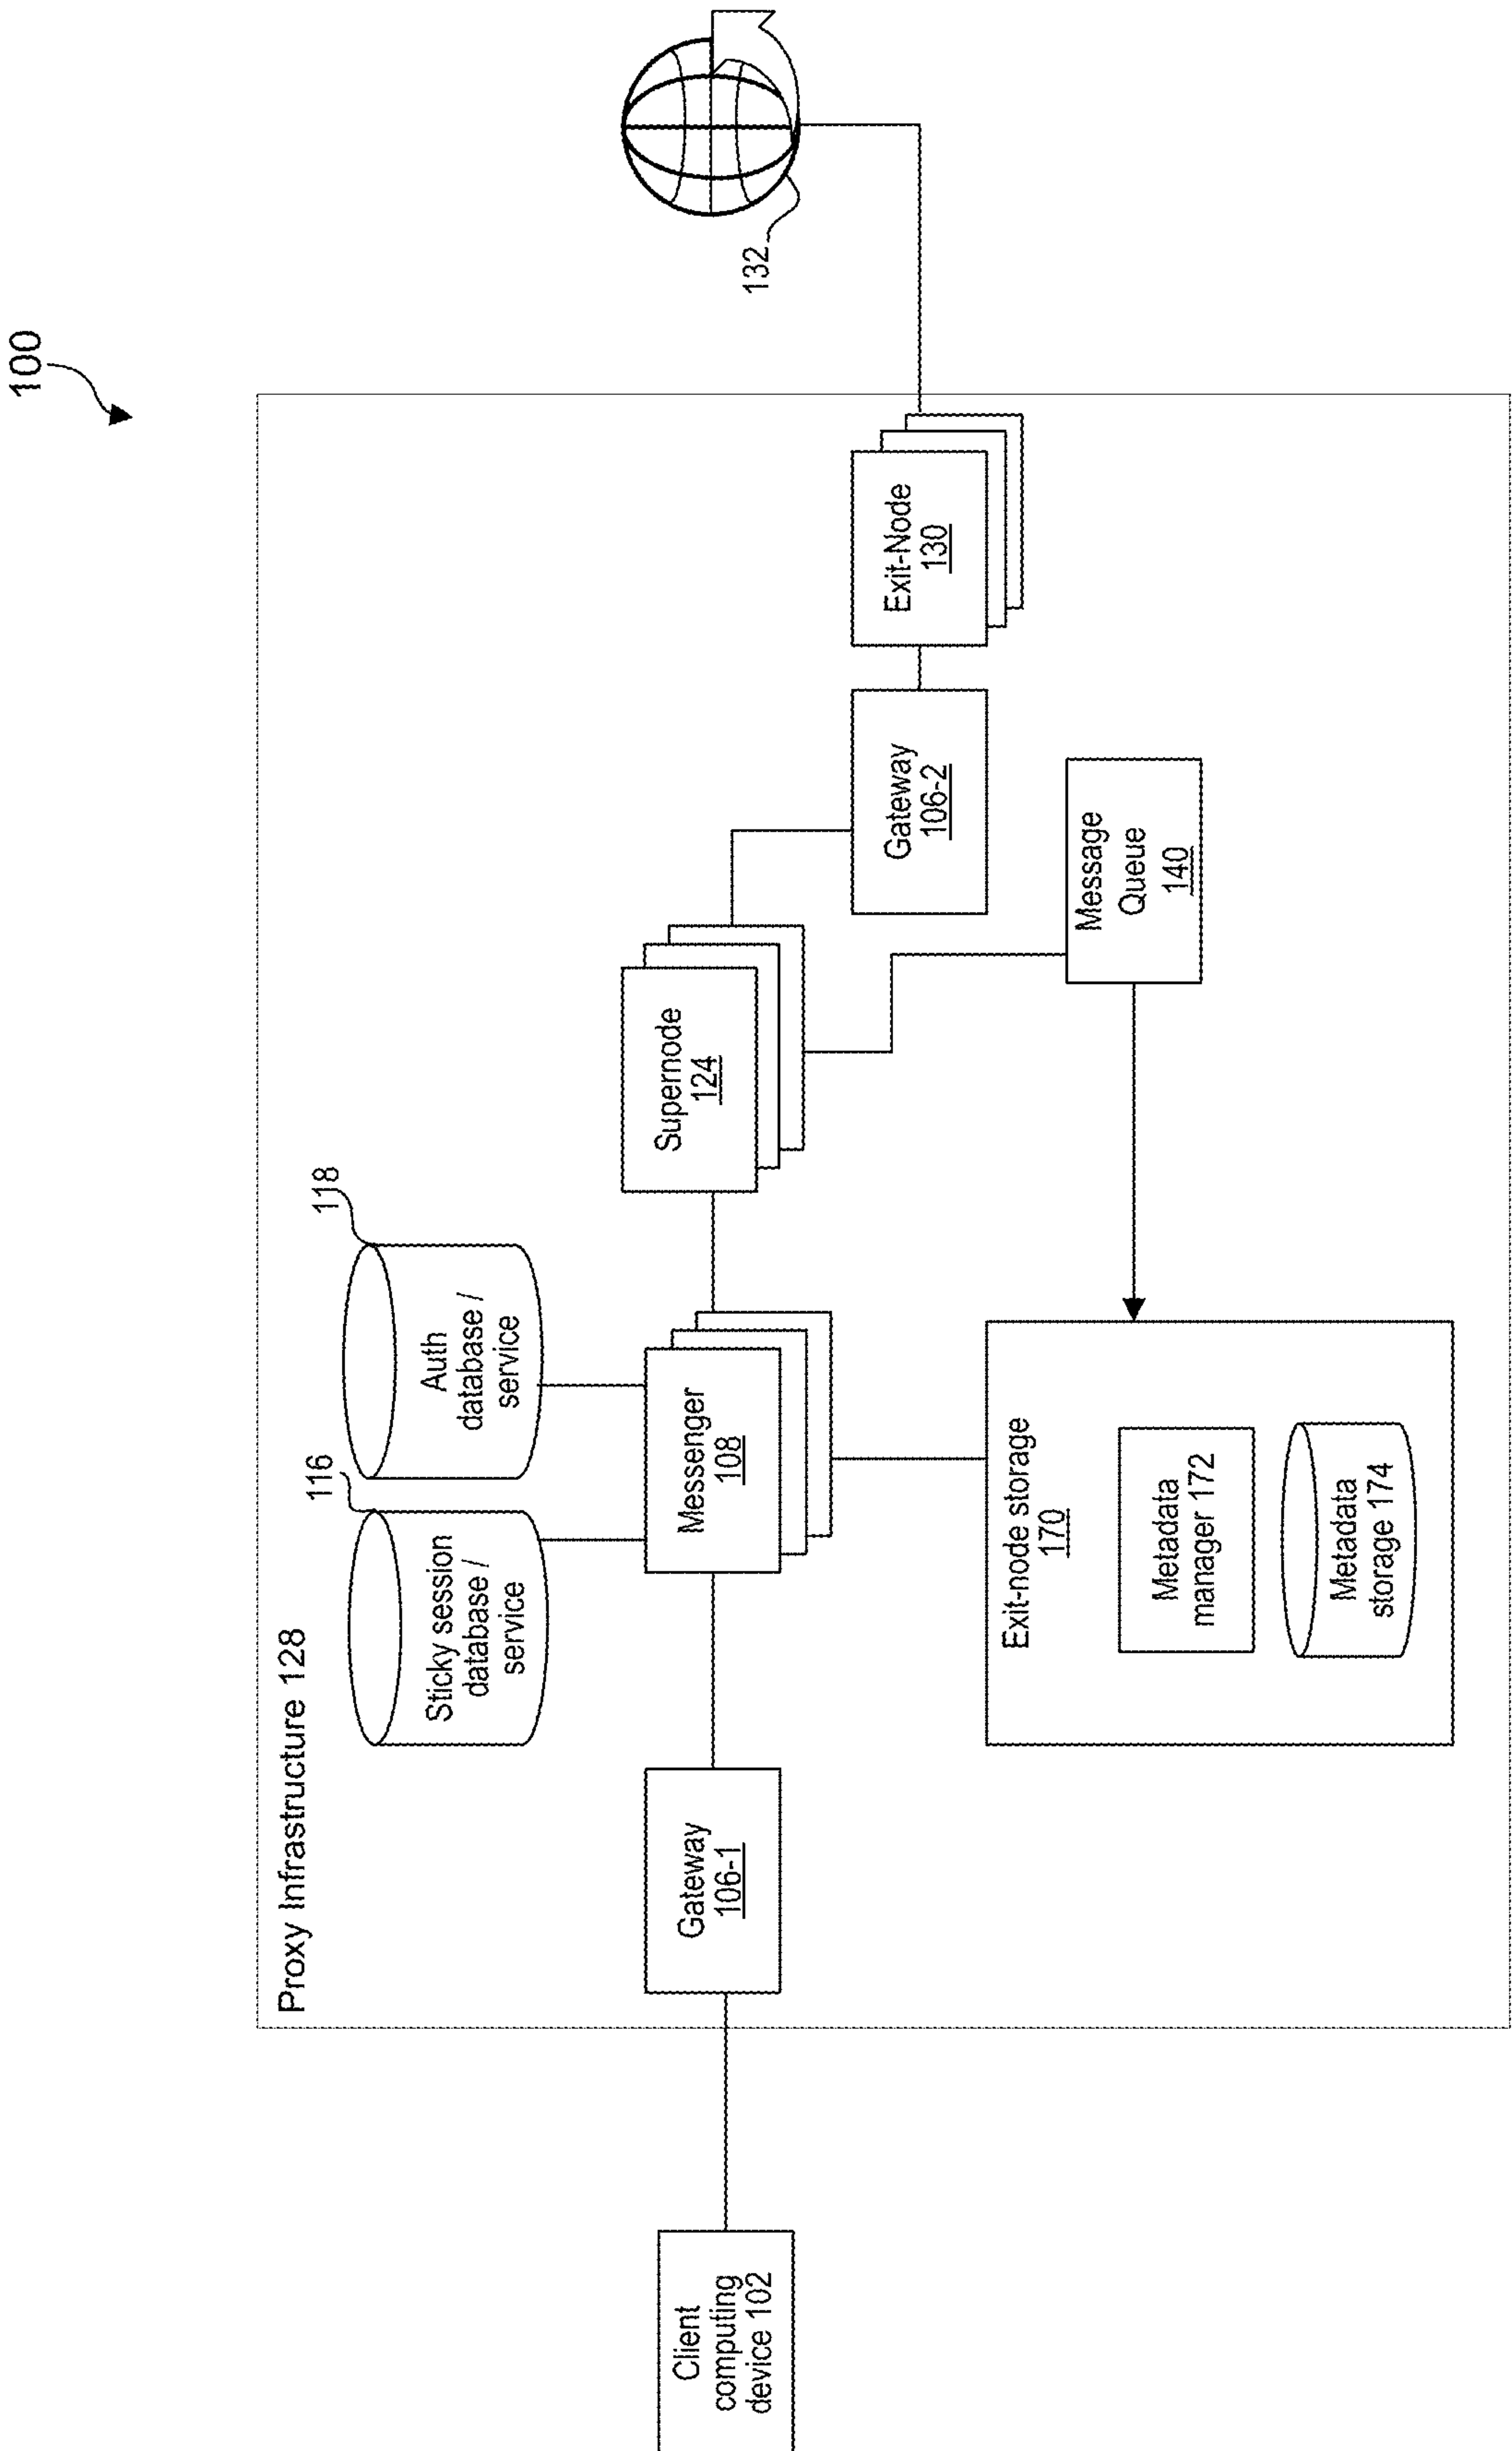 100
Proxy Infrastructure 128
116
118
Sticky session
database /
service
Auth
database /
service
132
Client
computing
device 102
Gateway
106-1
Messenger
108
Supernode
124
Gateway
106-2
Exit-Node
130
Exit-node storage
170
Metadata
manager 172
Metadata
storage 174
Message
Queue
140